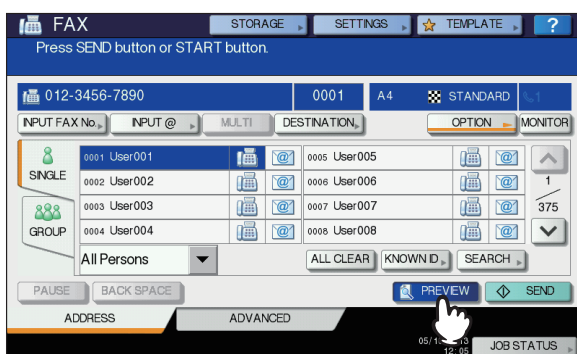 FAX STORAGE SETTINGS TEMPLATE ?
Press SEND button or START button.
012-3456-7890 0001 A4 STANDARD 1
INPUT FAX No. INPUT @ MULTI DESTINATION OPTION MONITOR
SINGLE
0001 User001 @ 0005 User005 @
0002 User002 @ 0006 User006 @
1
0003 User003 @ 0007 User007 @
375
GROUP
0004 User004 @ 0008 User008 @
All Persons ALL CLEAR KNOWN ID SEARCH
PAUSE BACK SPACE PREVIEW SEND
ADDRESS ADVANCED
12:05 JOB STATUS